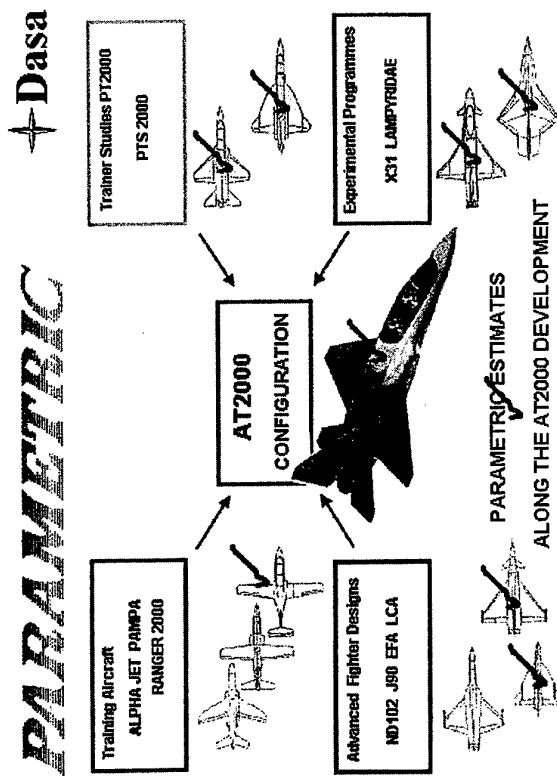 PARAMETRIC
Dasa
Training Aircraft
ALPHA JET PAMPA
RANGER 2000
Trainer Studies PT2000
PTS 2000
AT2000
CONFIGURATION
Advanced Fighter Designs
ND102 J90 EFA LCA
Experimental Programmes
X31 LAMPYRIDAE
PARAMETRIC ESTIMATES
ALONG THE AT2000 DEVELOPMENT